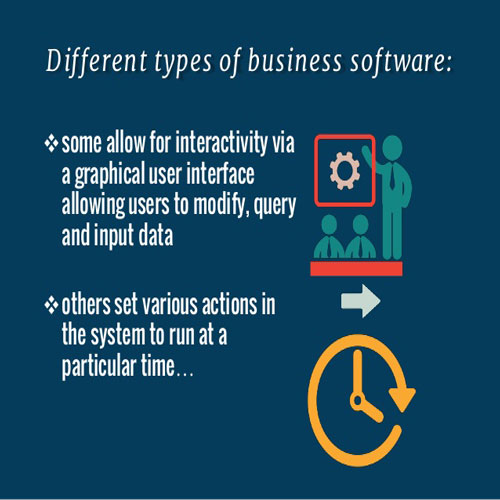 Different types of business software:
❖some allow for interactivity via
a graphical user interface
allowing users to modify, query
and input data
❖others set various actions in
the system to run at a
particular time…